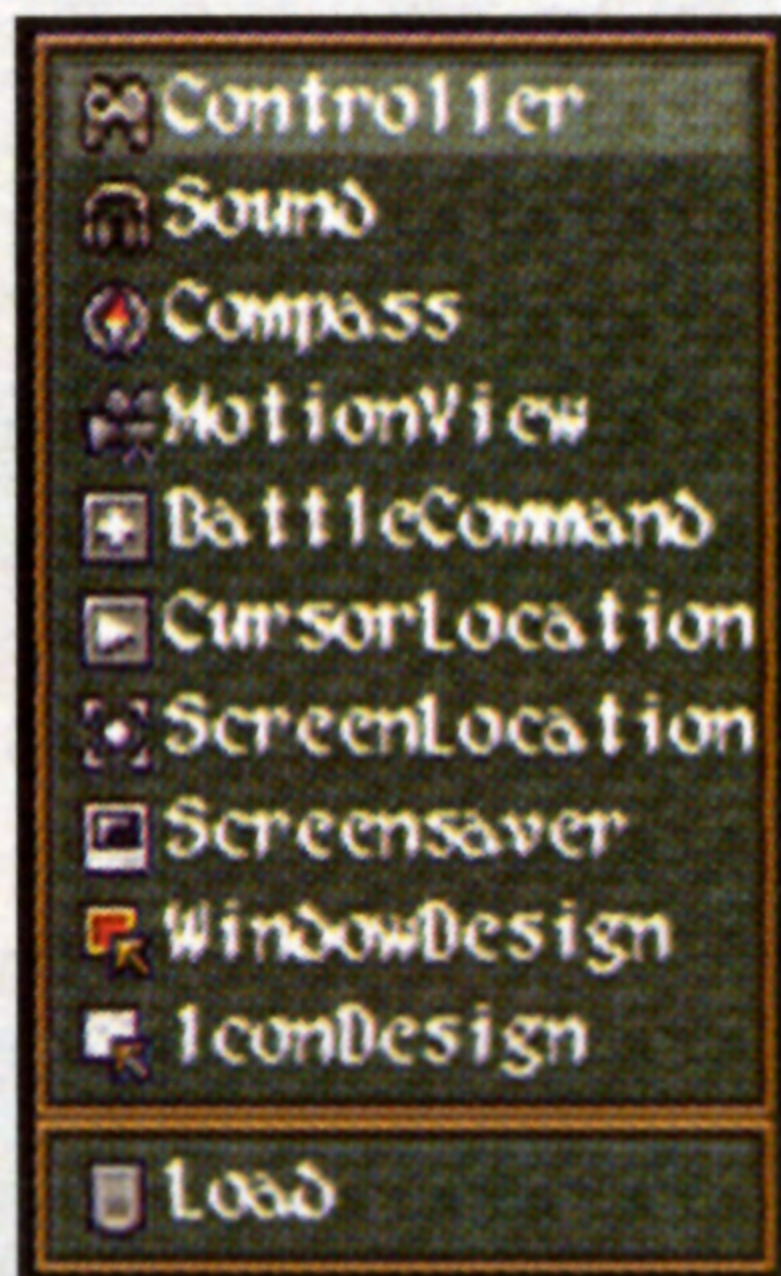 Controller
Sound
Compass
MotionView
BattleCommand
CursorLocation
ScreenLocation
Screensaver
WindowDesign
IconDesign
Load